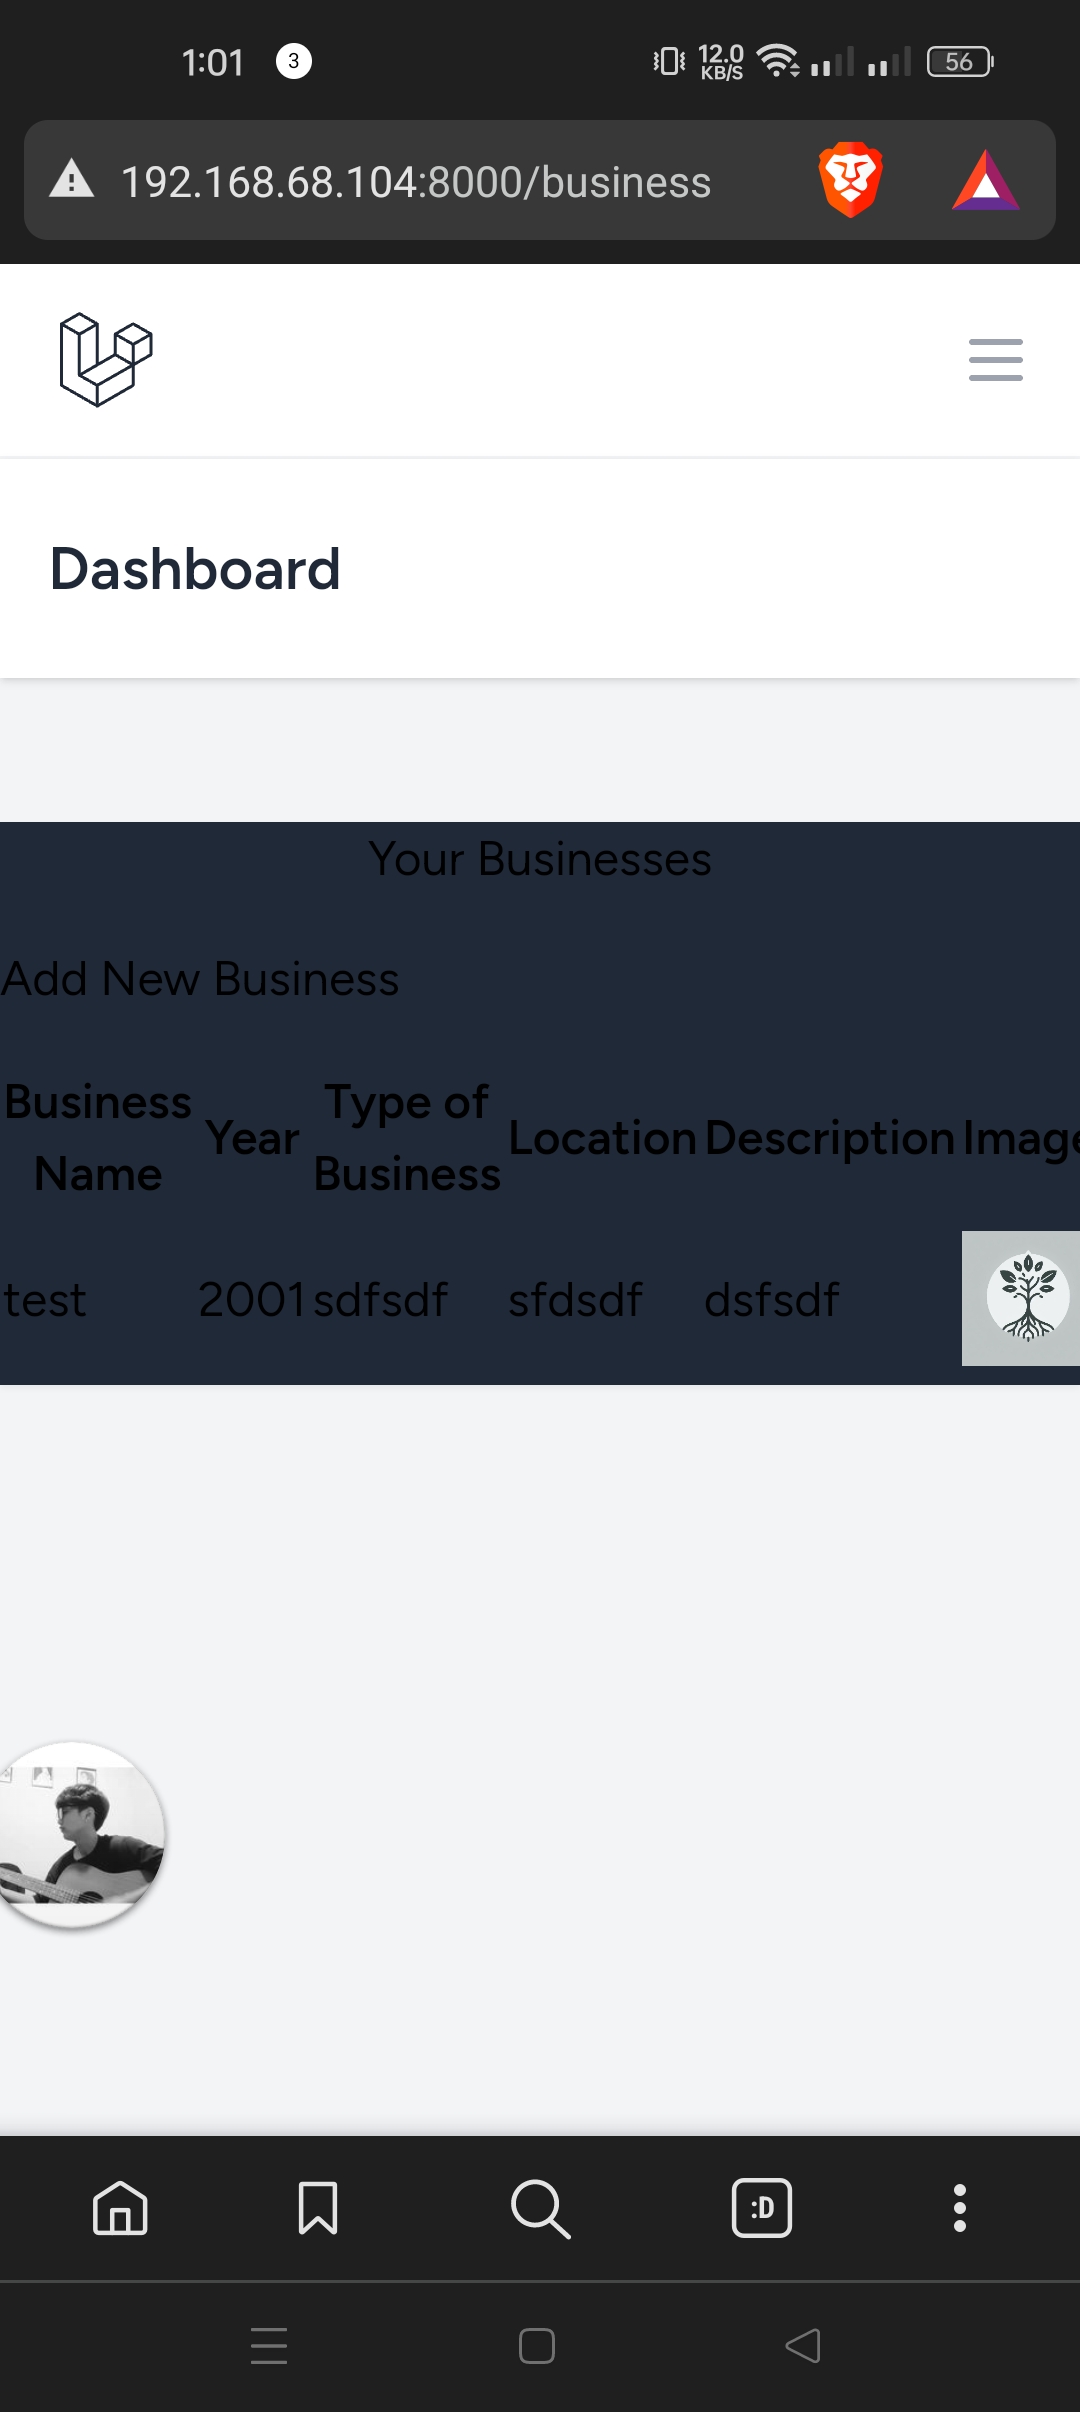 1:01 3 12.0 KB/S 56
192.168.68.104:8000/business
Dashboard
Your Businesses
Add New Business
Business Name Year Type of Business Location Description Image
test 2001 sdfsdf sfdsdf dsfsdf
:D